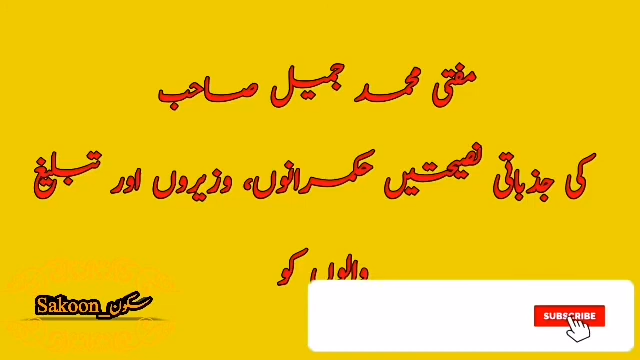 مفتی محمد جمیل صاحب
کی جذباتی نصیحتیں حکمرانوں، وزیروں اور تبلیغ
والوں کو
Sakoon_سکون
SUBSCRIBE